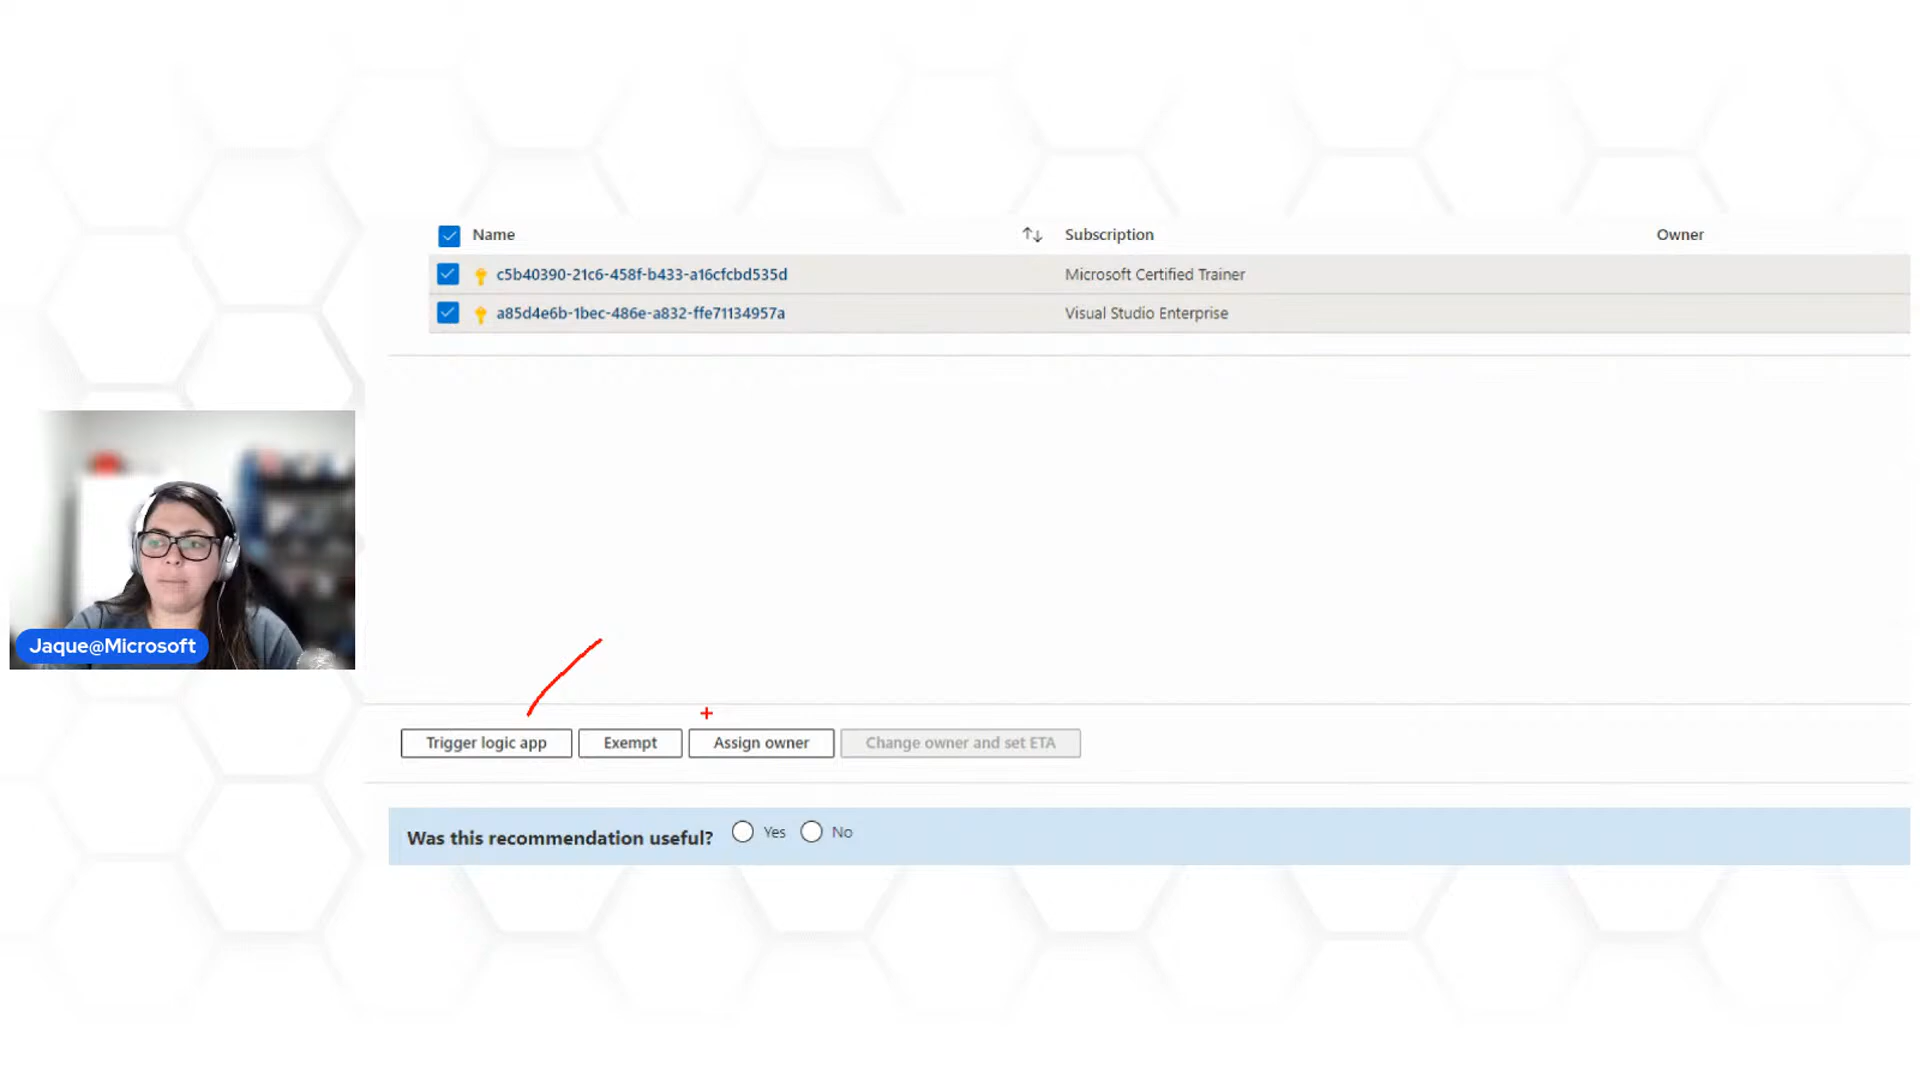 Name Subscription Owner
c5b40390-21c6-458f-b433-a16cfcbd535d Microsoft Certified Trainer
a85d4e6b-1bec-486e-a832-ffe71134957a Visual Studio Enterprise
Jaque@Microsoft
Trigger logic app Exempt Assign owner Change owner and set ETA
Was this recommendation useful? Yes No